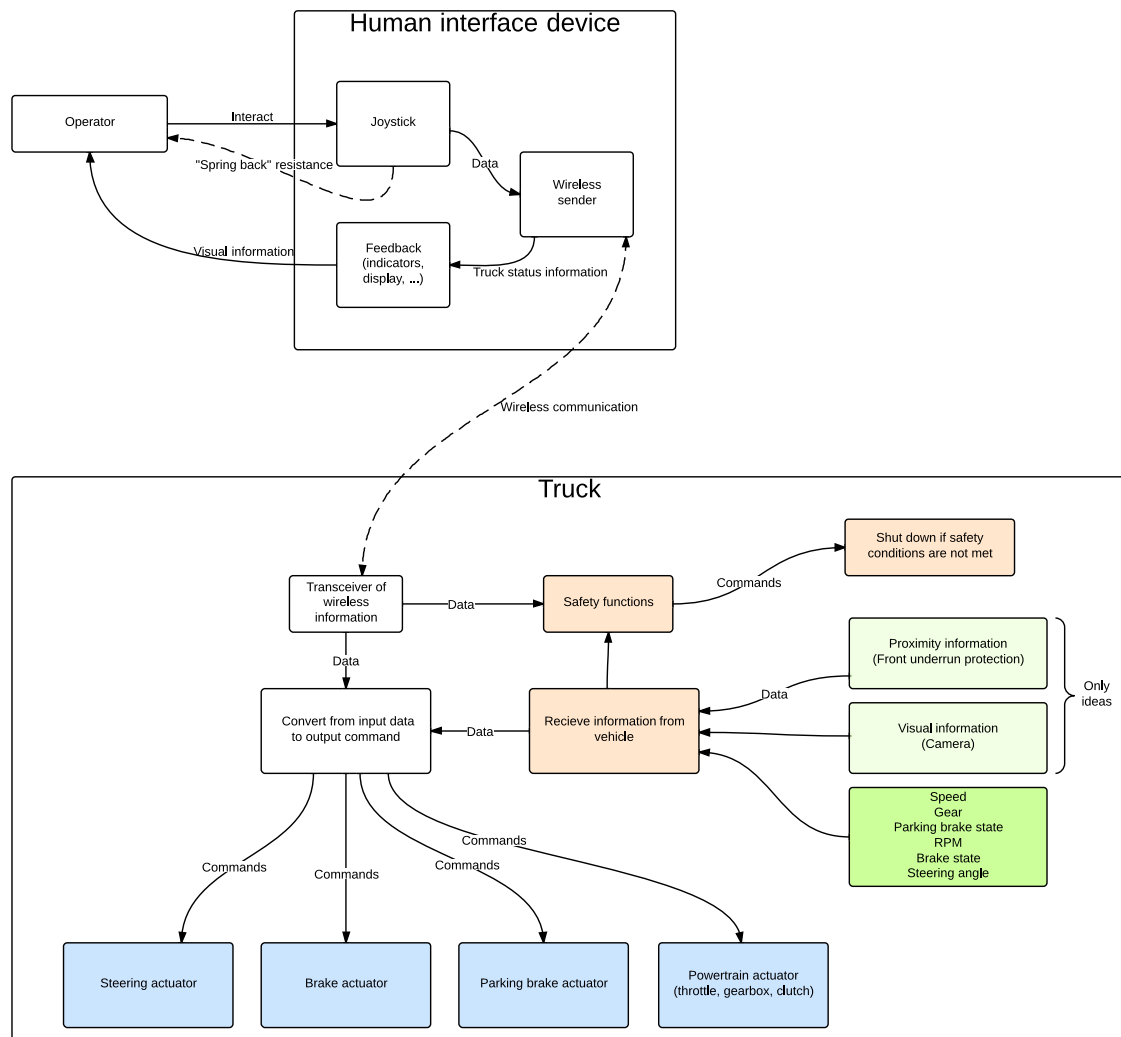 Human interface device
Operator
Interact
Joystick
"Spring back" resistance
Data
Wireless
sender
Visual information
Feedback
(indicators,
display, ...)
Truck status information
Wireless communication
Truck
Shut down if safety
conditions are not met
Transceiver of
wireless
information
Data
Safety functions
Commands
Proximity information
(Front underrun protection)
Data
Data
Only
ideas
Convert from input data
to output command
Data
Recieve information from
vehicle
Visual information
(Camera)
Speed
Gear
Parking brake state
RPM
Brake state
Steering angle
Commands
Commands
Commands
Commands
Steering actuator
Brake actuator
Parking brake actuator
Powertrain actuator
(throttle, gearbox, clutch)